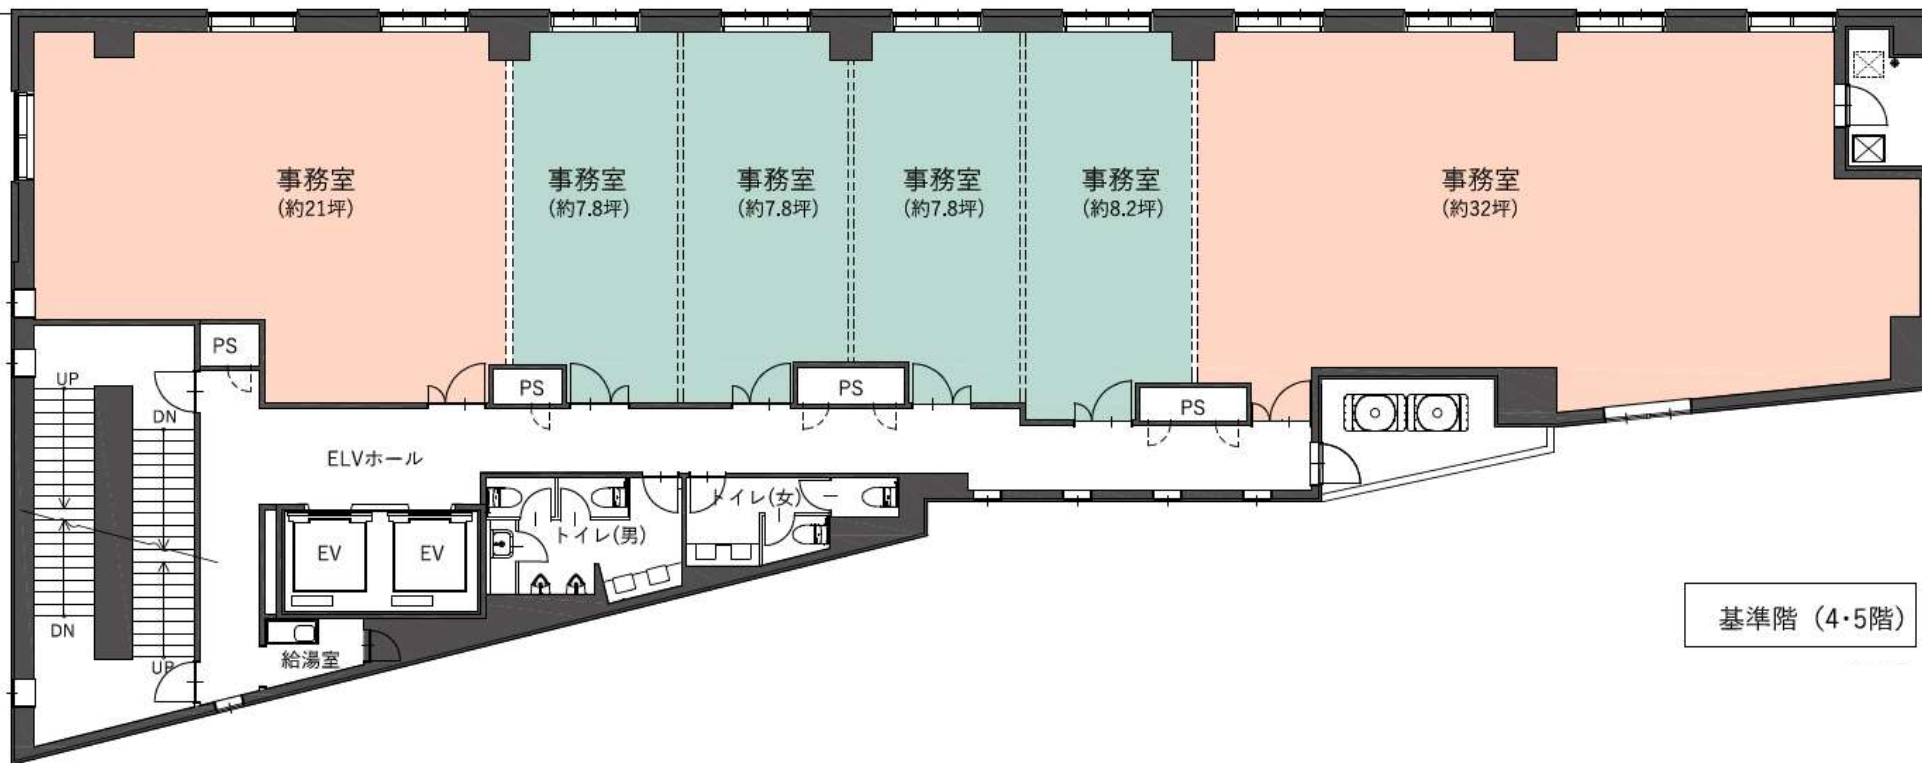 事務室
(約21坪)
事務室
(約7.8坪)
事務室
(約7.8坪)
事務室
(約7.8坪)
事務室
(約8.2坪)
事務室
(約32坪)
PS
UP
DN
PS
PS
PS
ELVホール
トイレ(女)
トイレ(男)
EV
EV
DN
UP
給湯室
基準階（4・5階）